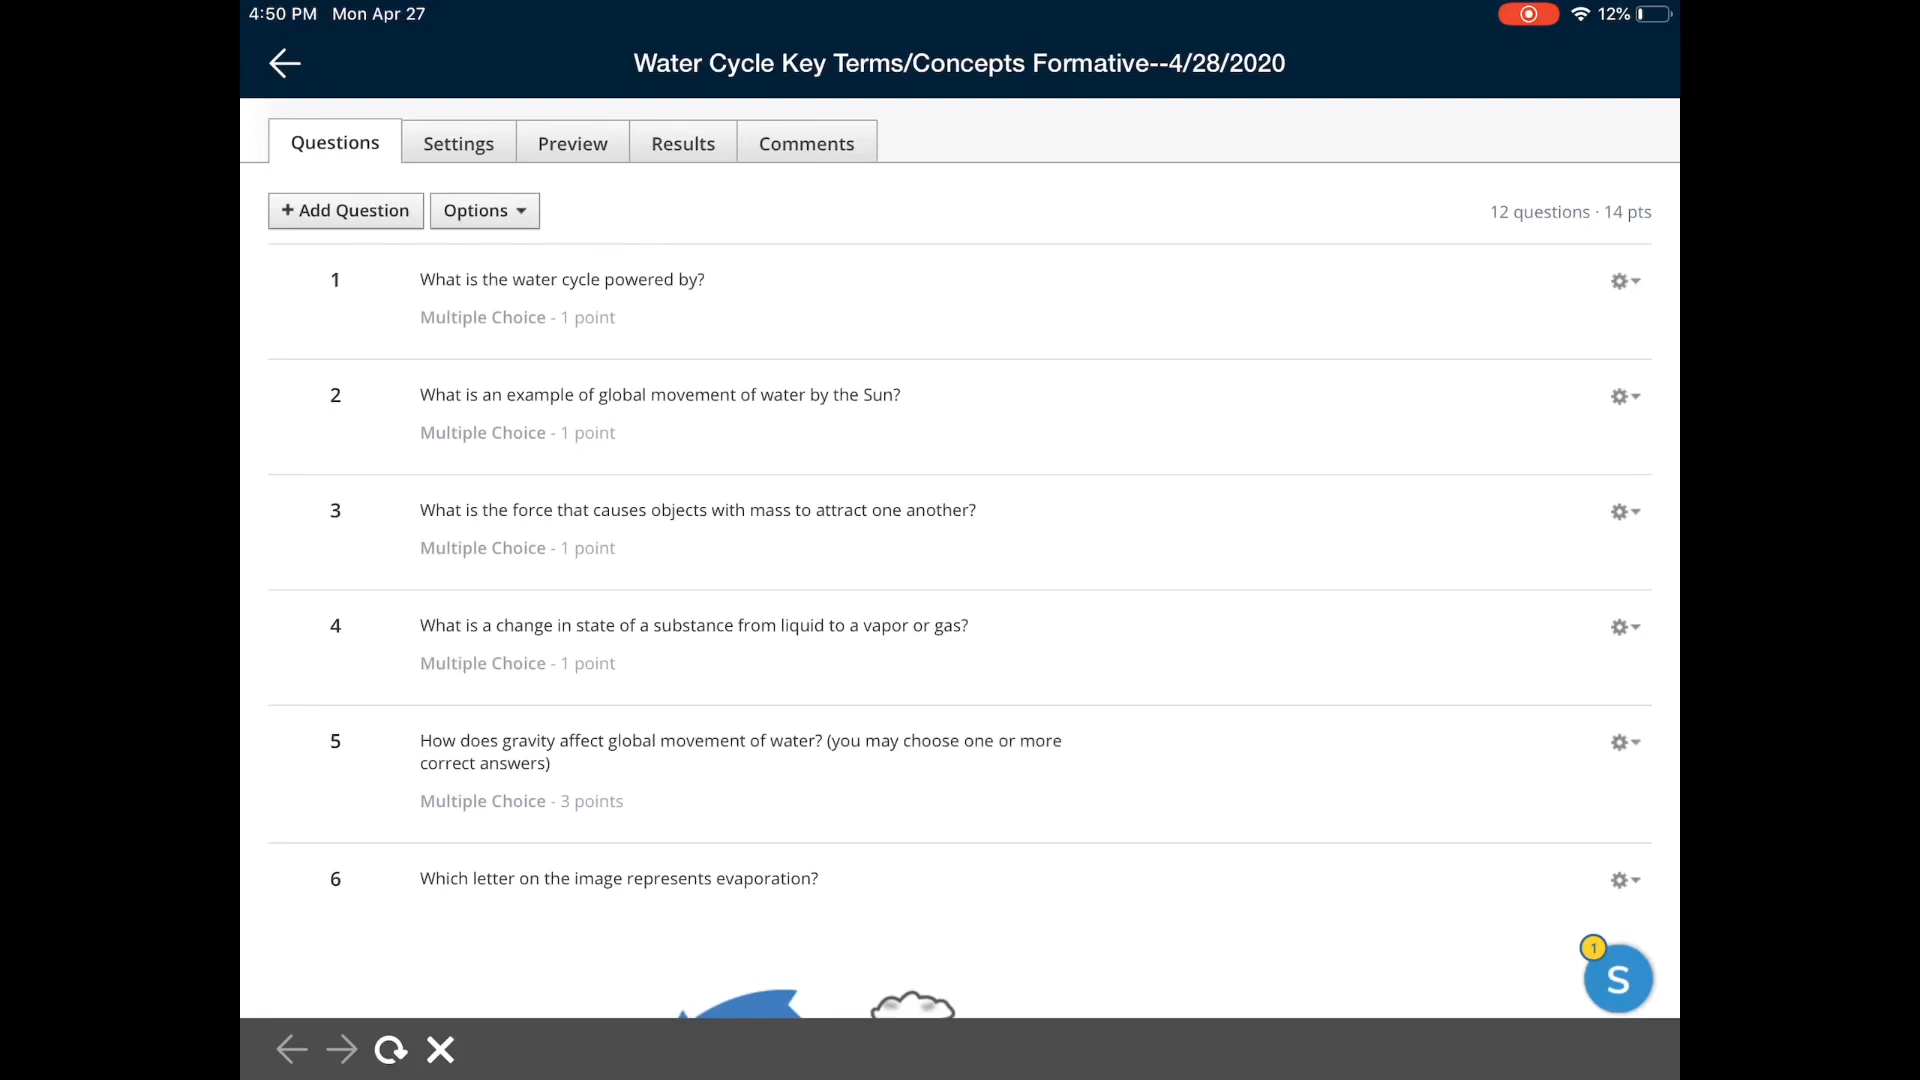 4:50 PM Mon Apr 27 12%
Water Cycle Key Terms/Concepts Formative--4/28/2020
Questions Settings Preview Results Comments
+ Add Question Options 12 questions · 14 pts
1 What is the water cycle powered by?
Multiple Choice - 1 point
2 What is an example of global movement of water by the Sun?
Multiple Choice - 1 point
3 What is the force that causes objects with mass to attract one another?
Multiple Choice - 1 point
4 What is a change in state of a substance from liquid to a vapor or gas?
Multiple Choice - 1 point
5 How does gravity affect global movement of water? (you may choose one or more
correct answers)
Multiple Choice - 3 points
6 Which letter on the image represents evaporation?
1
S